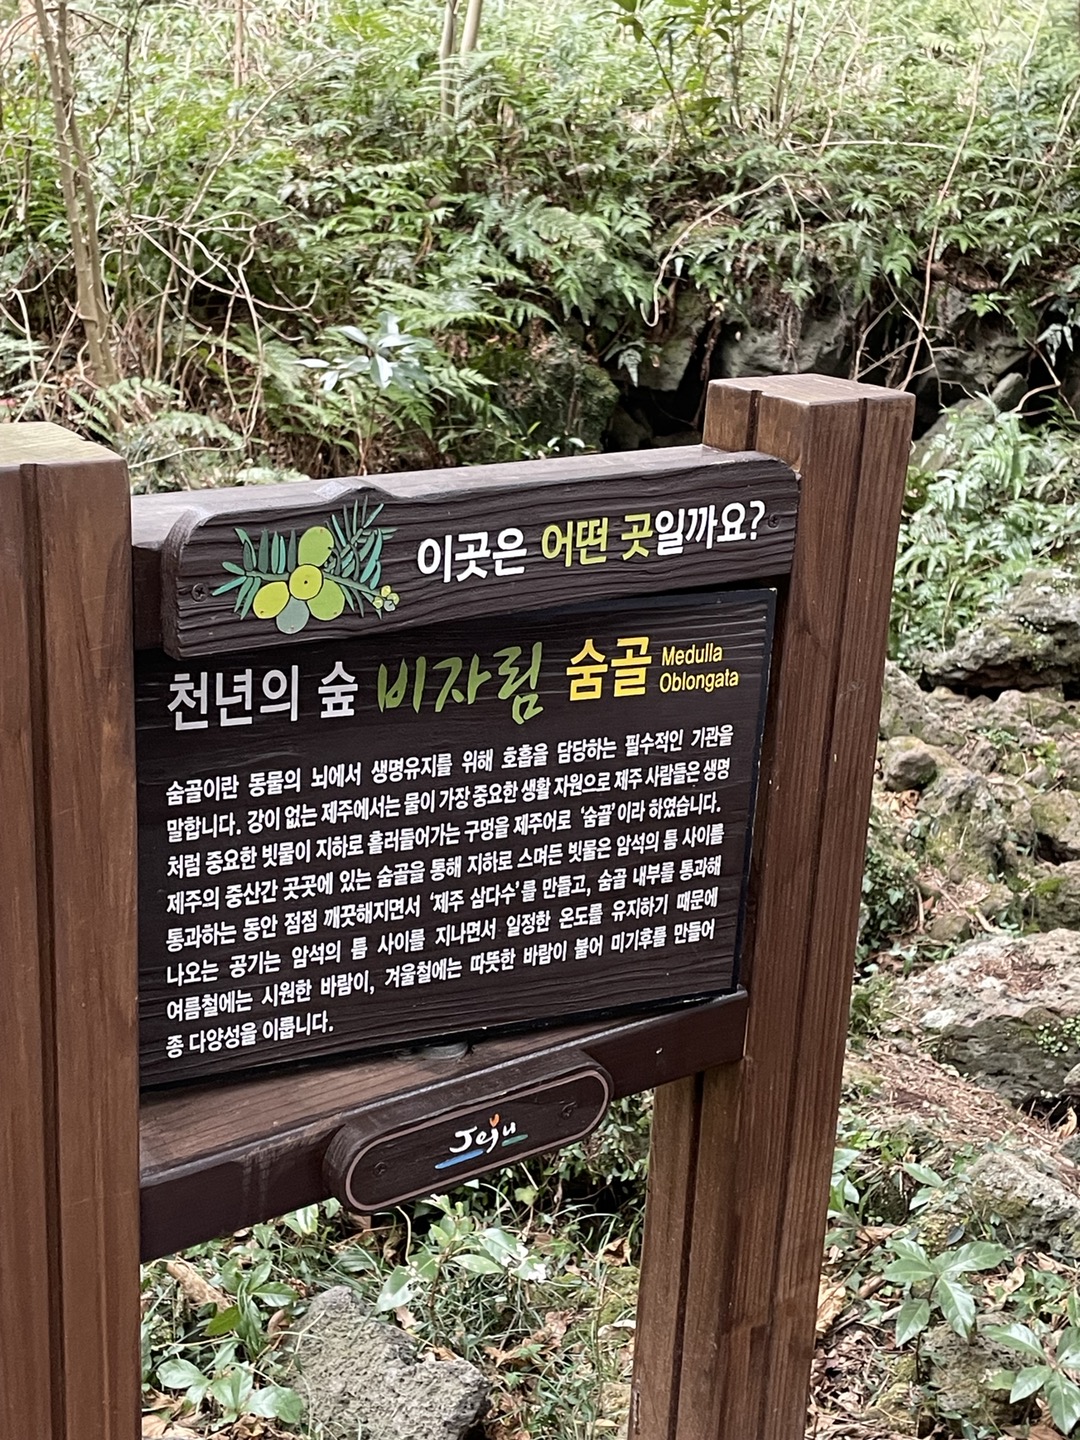 이곳은 어떤 곳일까요?
천년의 숲 비자림 숨골 Medulla Oblongata
숨골이란 동물의 뇌에서 생명유지를 위해 호흡을 담당하는 필수적인 기관을
말합니다. 강이 없는 제주에서는 물이 가장 중요한 생활 자원으로 제주 사람들은 생명
처럼 중요한 빗물이 지하로 흘러들어가는 구멍을 제주어로 '숨골'이라 하였습니다.
제주의 중산간 곳곳에 있는 숨골을 통해 지하로 스며든 빗물은 암석의 틈 사이를
통과하는 동안 점점 깨끗해지면서 '제주 삼다수'를 만들고, 숨골 내부를 통과해
나오는 공기는 암석의 틈 사이를 지나면서 일정한 온도를 유지하기 때문에
여름철에는 시원한 바람이, 겨울철에는 따뜻한 바람이 불어 미기후를 만들어
종 다양성을 이룹니다.
Jeju